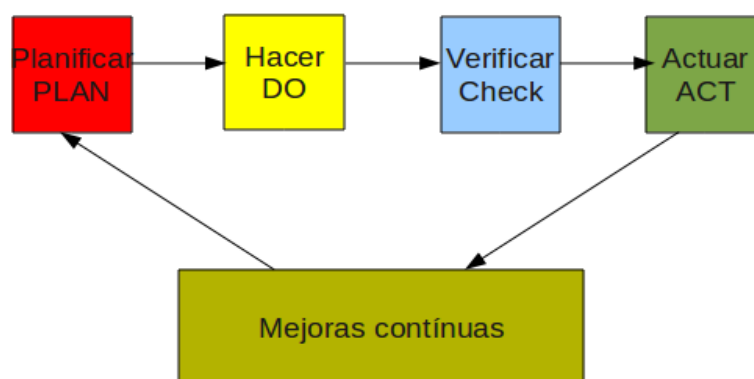 Planificar
PLAN
Hacer
DO
Verificar
Check
Actuar
ACT
Mejoras contínuas